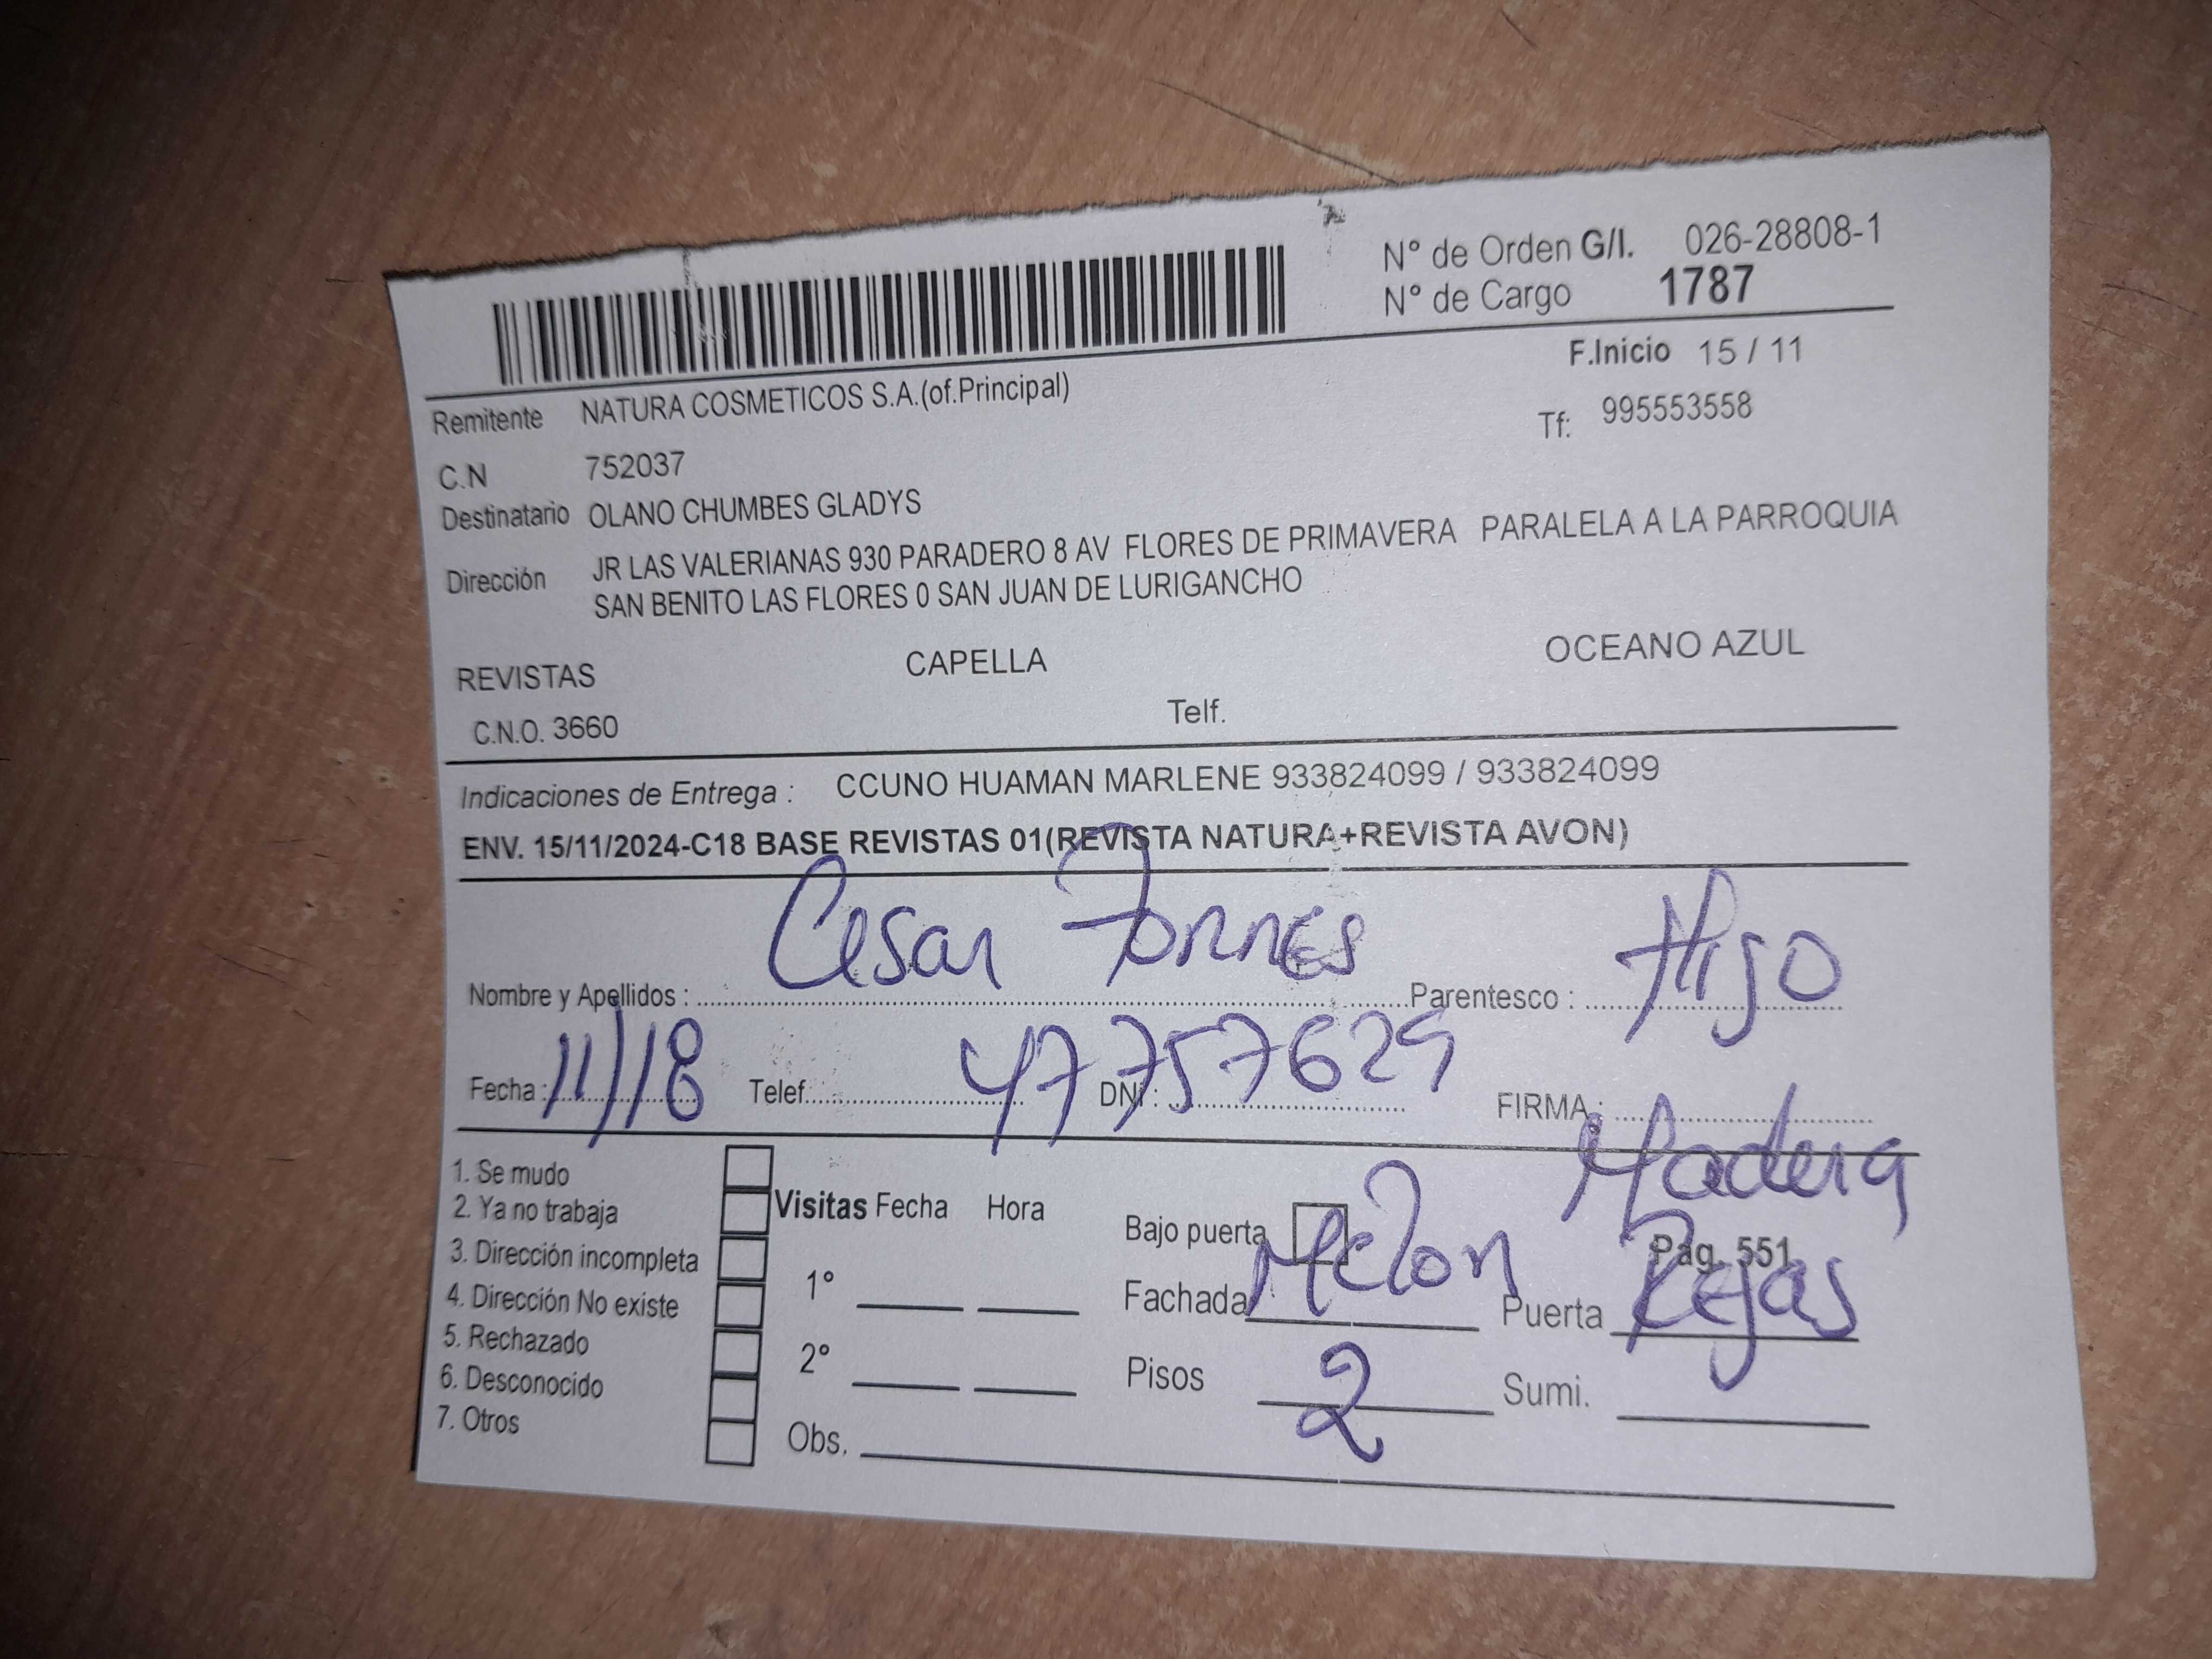 N° de Orden G/I. 026-28808-1
N° de Cargo 1787
F.Inicio 15 / 11
Remitente NATURA COSMETICOS S.A.(of.Principal)
Tf: 995553558
C.N 752037
Destinatario OLANO CHUMBES GLADYS
Dirección JR LAS VALERIANAS 930 PARADERO 8 AV FLORES DE PRIMAVERA PARALELA A LA PARROQUIA
SAN BENITO LAS FLORES 0 SAN JUAN DE LURIGANCHO
REVISTAS CAPELLA OCEANO AZUL
C.N.O. 3660 Telf.
Indicaciones de Entrega : CCUNO HUAMAN MARLENE 933824099 / 933824099
ENV. 15/11/2024-C18 BASE REVISTAS 01(REVISTA NATURA+REVISTA AVON)
Nombre y Apellidos : Cesar Torres Parentesco : Hijo
Fecha : 11/18 Telef. DNI : 47757629 FIRMA :
Madera
1. Se mudo
2. Ya no trabaja
3. Dirección incompleta
4. Dirección No existe
5. Rechazado
6. Desconocido
7. Otros
Visitas Fecha Hora
1°
2°
Obs.
Bajo puerta
Pag. 551
Fachada Melon Puerta Rejas
Pisos 2 Sumi.